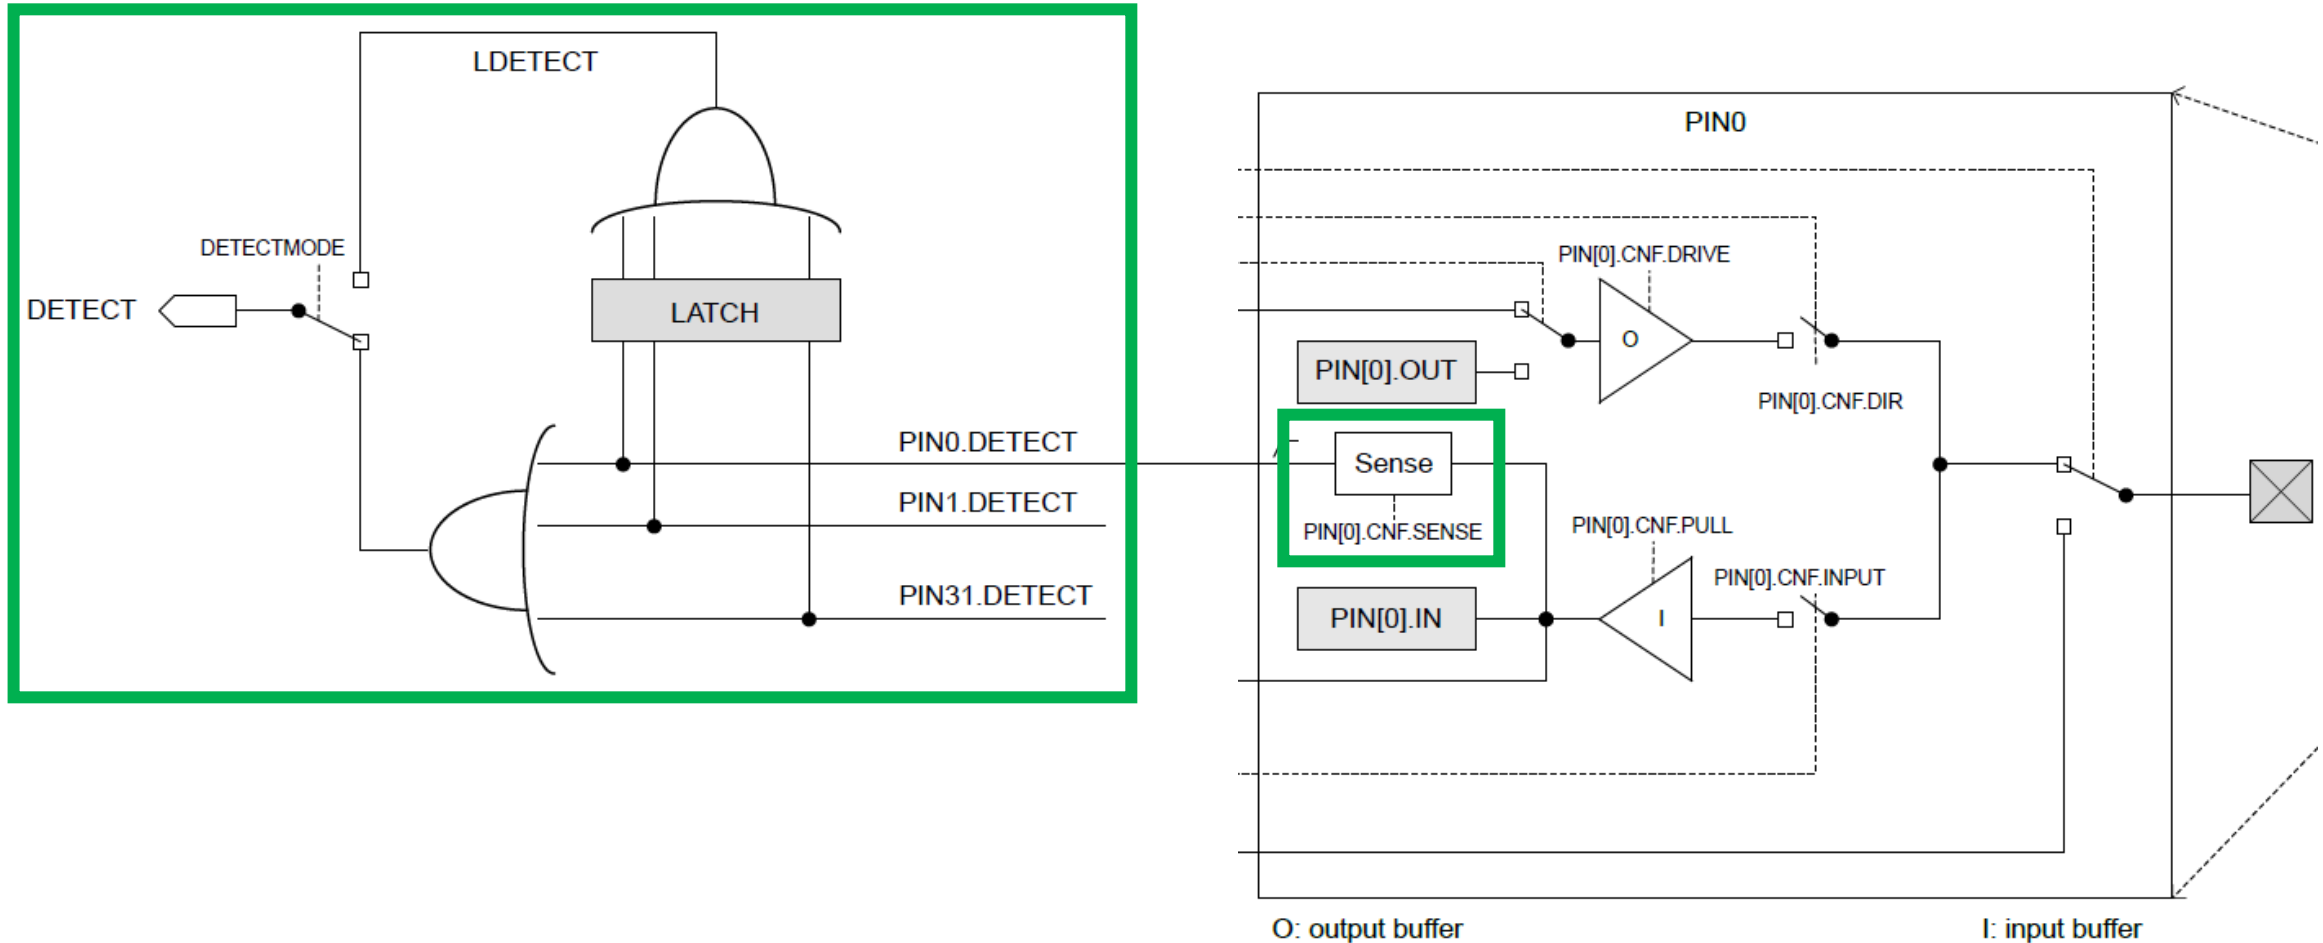 LDETECT
DETECTMODE
DETECT
LATCH
PIN0.DETECT
PIN1.DETECT
PIN31.DETECT
PIN0
PIN[0].CNF.DRIVE
O
PIN[0].OUT
PIN[0].CNF.DIR
Sense
PIN[0].CNF.SENSE
PIN[0].CNF.PULL
PIN[0].CNF.INPUT
PIN[0].IN
I
O: output buffer
I: input buffer